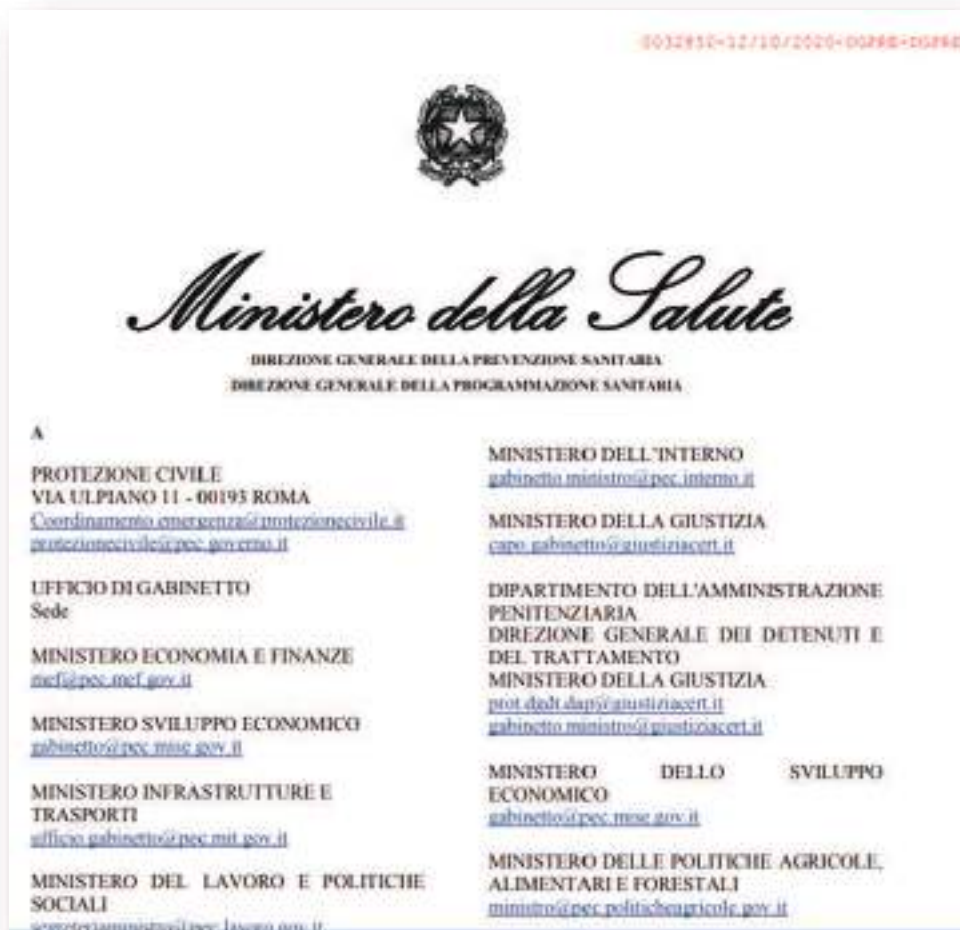 0032850-12/10/2020-DGPRE-DGPRE
Ministero della Salute
DIREZIONE GENERALE DELLA PREVENZIONE SANITARIA
DIREZIONE GENERALE DELLA PROGRAMMAZIONE SANITARIA
A
PROTEZIONE CIVILE
VIA ULPIANO 11 - 00193 ROMA
Coordinamento.emergenza@protezionecivile.it
protezionecivile@pec.governo.it
UFFICIO DI GABINETTO
Sede
MINISTERO ECONOMIA E FINANZE
mef@pec.mef.gov.it
MINISTERO SVILUPPO ECONOMICO
gabinetto@pec.mise.gov.it
MINISTERO INFRASTRUTTURE E
TRASPORTI
ufficio.gabinetto@pec.mit.gov.it
MINISTERO DEL LAVORO E POLITICHE
SOCIALI
segreteriaministro@pec.lavoro.gov.it
MINISTERO DELL'INTERNO
gabinetto.ministro@pec.interno.it
MINISTERO DELLA GIUSTIZIA
capo.gabinetto@giustiziacert.it
DIPARTIMENTO DELL'AMMINISTRAZIONE
PENITENZIARIA
DIREZIONE GENERALE DEI DETENUTI E
DEL TRATTAMENTO
MINISTERO DELLA GIUSTIZIA
prot.dgdt.dap@giustiziacert.it
gabinetto.ministro@giustiziacert.it
MINISTERO DELLO SVILUPPO
ECONOMICO
gabinetto@pec.mise.gov.it
MINISTERO DELLE POLITICHE AGRICOLE,
ALIMENTARI E FORESTALI
ministro@pec.politicheagricole.gov.it